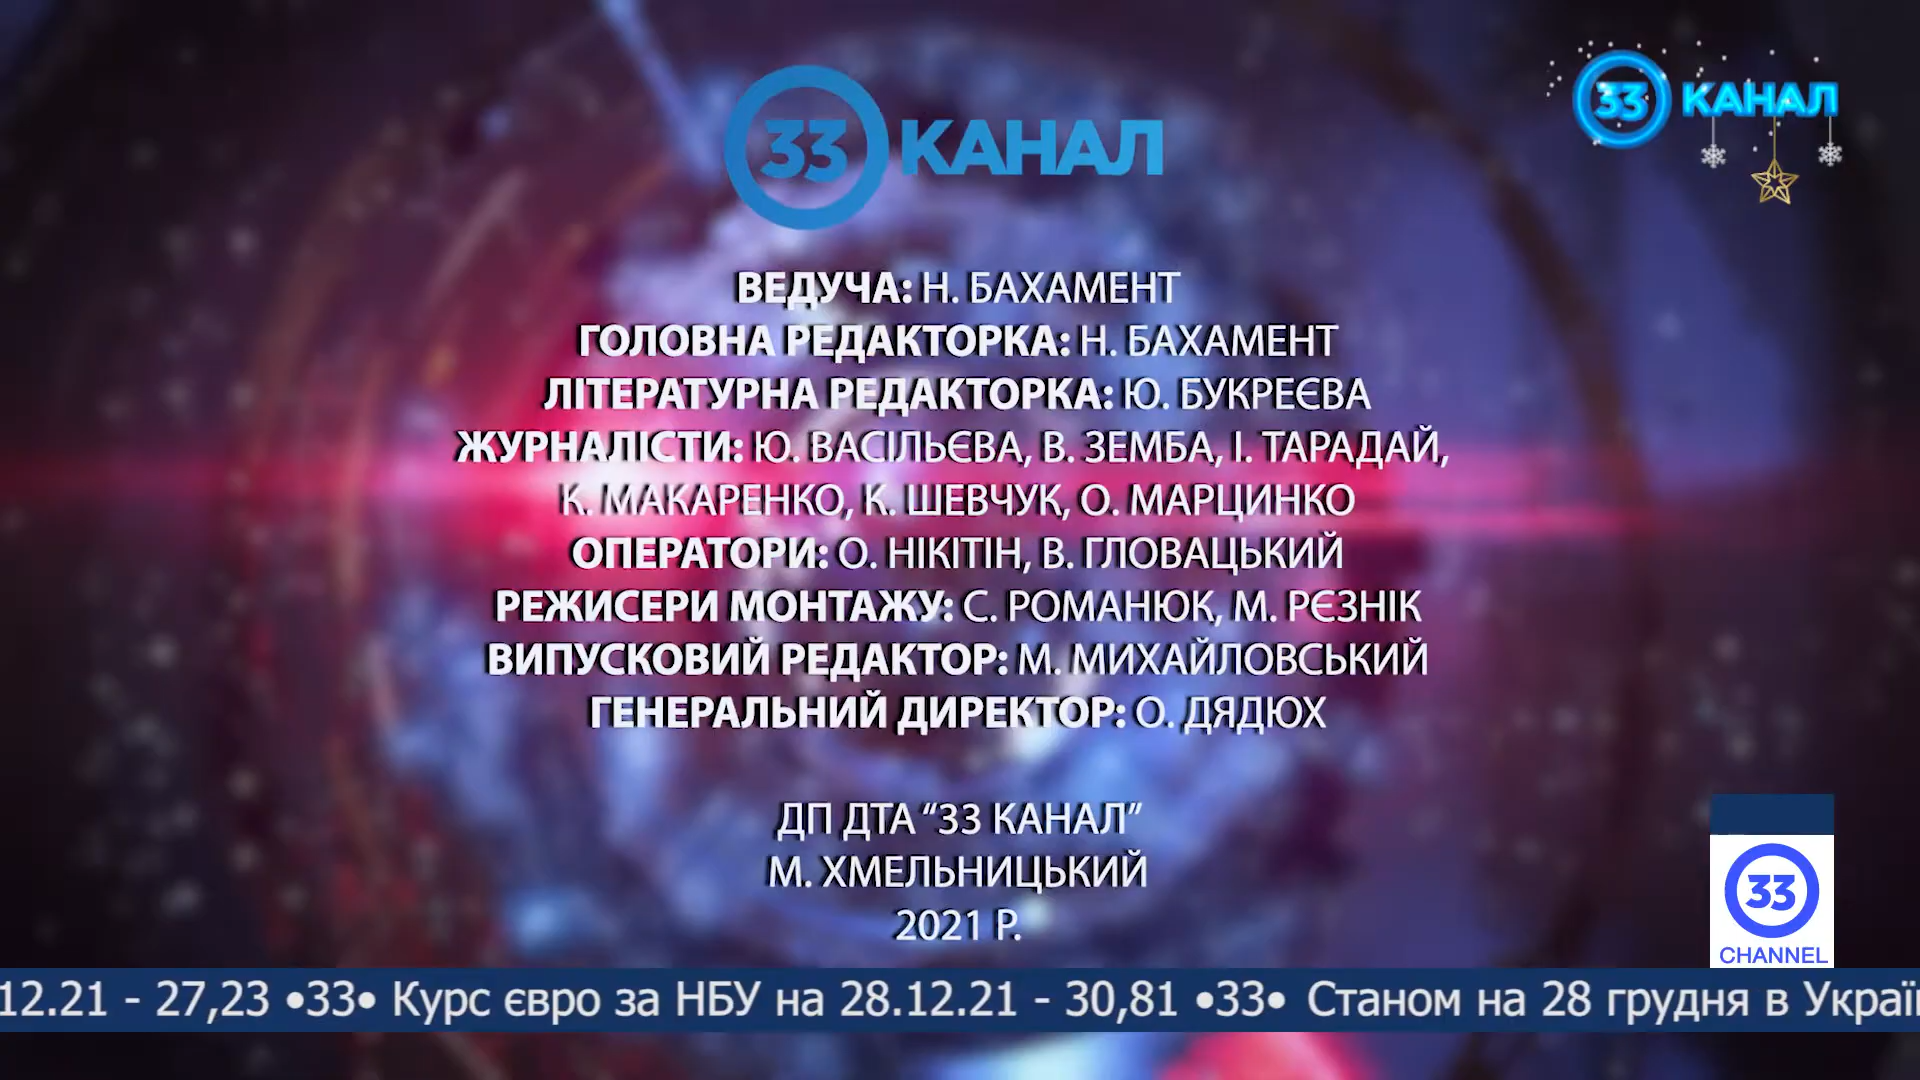 33 КАНАЛ
33 КАНАЛ
ВЕДУЧА: Н. БАХАМЕНТ
ГОЛОВНА РЕДАКТОРКА: Н. БАХАМЕНТ
ЛІТЕРАТУРНА РЕДАКТОРКА: Ю. БУКРЕЄВА
ЖУРНАЛІСТИ: Ю. ВАСІЛЬЄВА, В. ЗЕМБА, І. ТАРАДАЙ,
К. МАКАРЕНКО, К. ШЕВЧУК, О. МАРЦИНКО
ОПЕРАТОРИ: О. НІКІТІН, В. ГЛОВАЦЬКИЙ
РЕЖИСЕРИ МОНТАЖУ: С. РОМАНЮК, М. РЄЗНІК
ВИПУСКОВИЙ РЕДАКТОР: М. МИХАЙЛОВСЬКИЙ
ГЕНЕРАЛЬНИЙ ДИРЕКТОР: О. ДЯДЮХ
ДП ДТА “33 КАНАЛ”
М. ХМЕЛЬНИЦЬКИЙ
2021 Р.
33
CHANNEL
12.21 - 27,23 •33• Курс євро за НБУ на 28.12.21 - 30,81 •33• Станом на 28 грудня в Украї